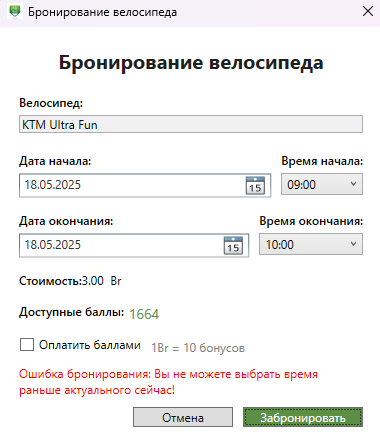 Бронирование велосипеда
Бронирование велосипеда
Велосипед:
KTM Ultra Fun
Дата начала: Время начала:
18.05.2025 15 09:00
Дата окончания: Время окончания:
18.05.2025 15 10:00
Стоимость:3.00 Br
Доступные баллы: 1664
Оплатить баллами 1Br = 10 бонусов
Ошибка бронирования: Вы не можете выбрать время
раньше актуального сейчас!
Отмена Забронировать